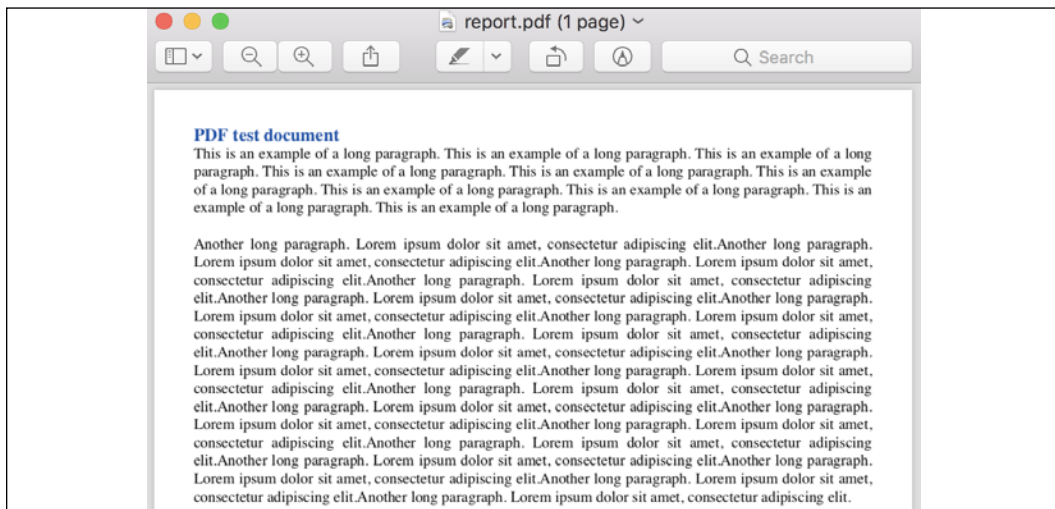 report.pdf (1 page)
Search
PDF test document
This is an example of a long paragraph. This is an example of a long paragraph. This is an example of a long
paragraph. This is an example of a long paragraph. This is an example of a long paragraph. This is an example
of a long paragraph. This is an example of a long paragraph. This is an example of a long paragraph. This is an
example of a long paragraph. This is an example of a long paragraph.
Another long paragraph. Lorem ipsum dolor sit amet, consectetur adipiscing elit.Another long paragraph.
Lorem ipsum dolor sit amet, consectetur adipiscing elit.Another long paragraph. Lorem ipsum dolor sit amet,
consectetur adipiscing elit.Another long paragraph. Lorem ipsum dolor sit amet, consectetur adipiscing
elit.Another long paragraph. Lorem ipsum dolor sit amet, consectetur adipiscing elit.Another long paragraph.
Lorem ipsum dolor sit amet, consectetur adipiscing elit.Another long paragraph. Lorem ipsum dolor sit amet,
consectetur adipiscing elit.Another long paragraph. Lorem ipsum dolor sit amet, consectetur adipiscing
elit.Another long paragraph. Lorem ipsum dolor sit amet, consectetur adipiscing elit.Another long paragraph.
Lorem ipsum dolor sit amet, consectetur adipiscing elit.Another long paragraph. Lorem ipsum dolor sit amet,
consectetur adipiscing elit.Another long paragraph. Lorem ipsum dolor sit amet, consectetur adipiscing
elit.Another long paragraph. Lorem ipsum dolor sit amet, consectetur adipiscing elit.Another long paragraph.
Lorem ipsum dolor sit amet, consectetur adipiscing elit.Another long paragraph. Lorem ipsum dolor sit amet,
consectetur adipiscing elit.Another long paragraph. Lorem ipsum dolor sit amet, consectetur adipiscing
elit.Another long paragraph. Lorem ipsum dolor sit amet, consectetur adipiscing elit.Another long paragraph.
Lorem ipsum dolor sit amet, consectetur adipiscing elit.Another long paragraph. Lorem ipsum dolor sit amet,
consectetur adipiscing elit.Another long paragraph. Lorem ipsum dolor sit amet, consectetur adipiscing elit.